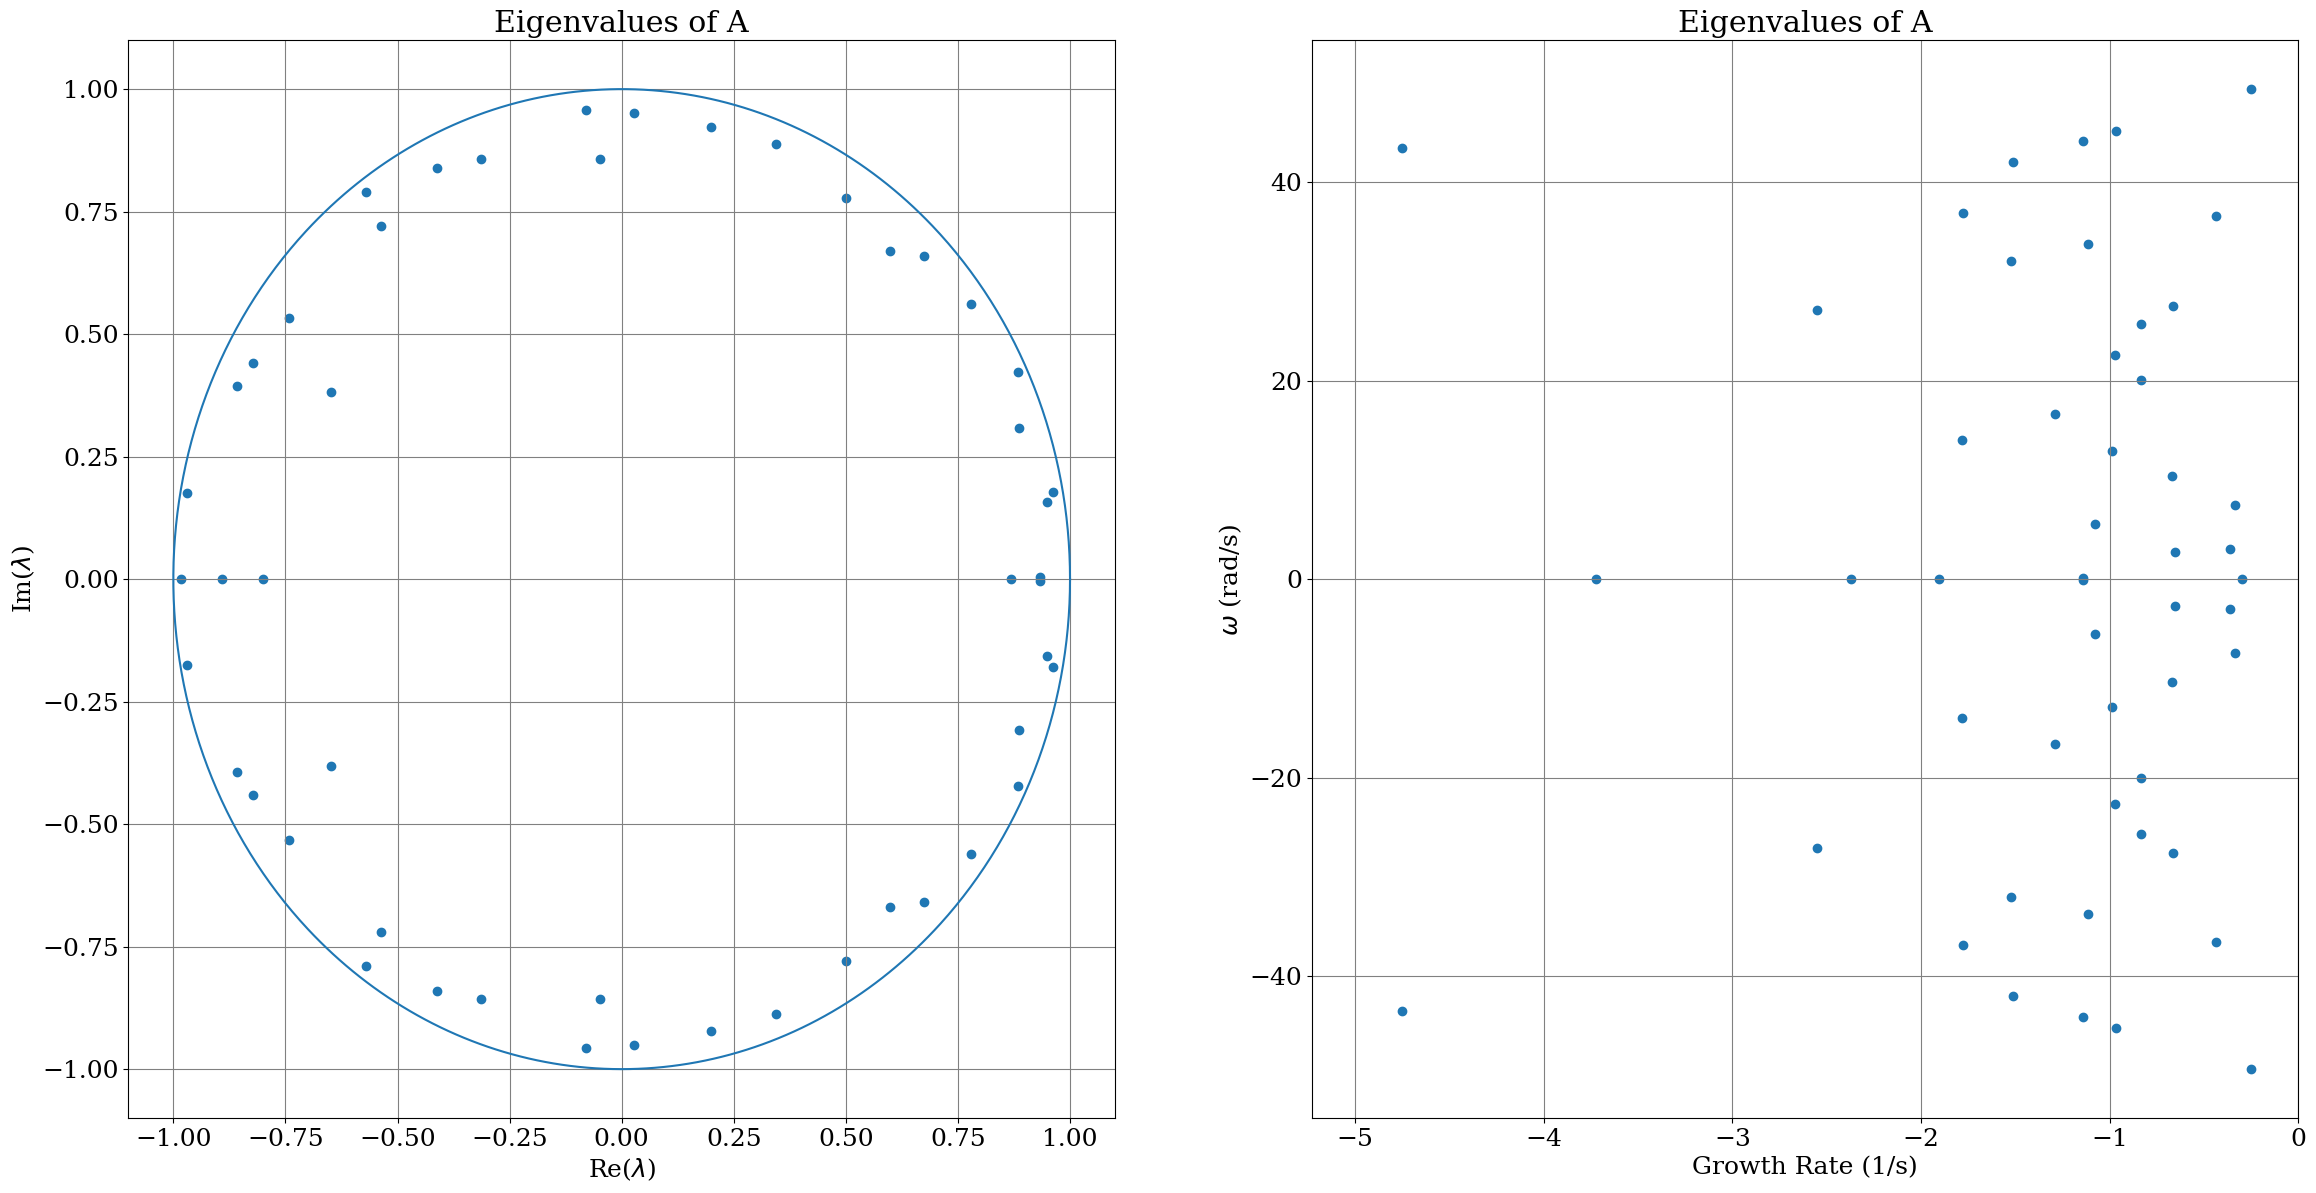 Eigenvalues of A
1.00
0.75
0.50
0.25
0.00
−0.25
−0.50
−0.75
−1.00
Im(λ)
−1.00 −0.75 −0.50 −0.25 0.00 0.25 0.50 0.75 1.00
Re(λ)
Eigenvalues of A
40
20
0
−20
−40
ω (rad/s)
−5 −4 −3 −2 −1 0
Growth Rate (1/s)